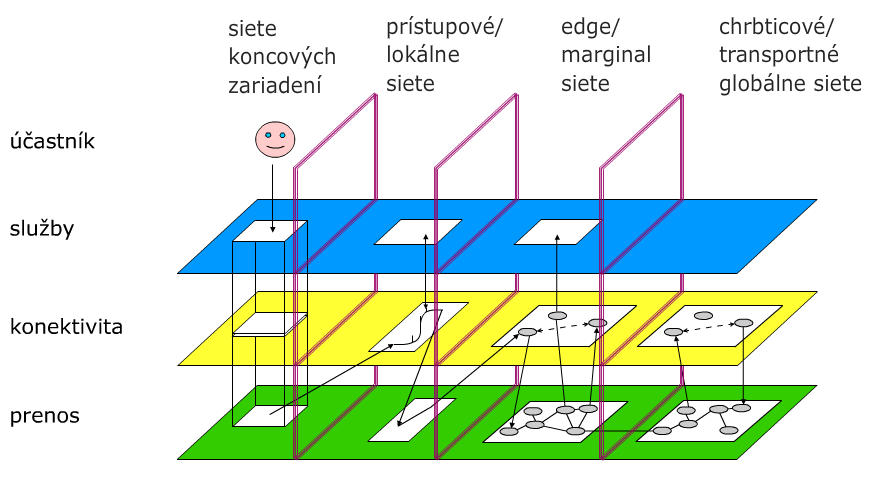 siete
koncových
zariadení
prístupové/
lokálne
siete
edge/
marginal
siete
chrbticové/
transportné
globálne siete
účastník
služby
konektivita
prenos